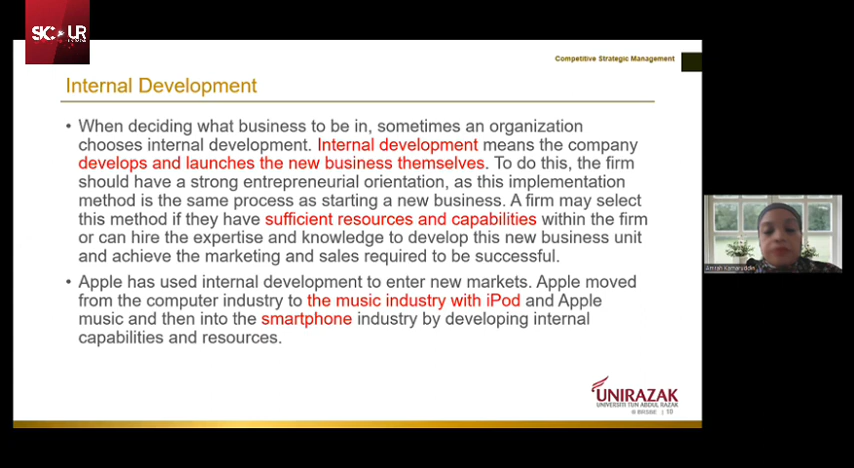 Competitive Strategic Management
Internal Development
• When deciding what business to be in, sometimes an organization
chooses internal development. Internal development means the company
develops and launches the new business themselves. To do this, the firm
should have a strong entrepreneurial orientation, as this implementation
method is the same process as starting a new business. A firm may select
this method if they have sufficient resources and capabilities within the firm
or can hire the expertise and knowledge to develop this new business unit
and achieve the marketing and sales required to be successful.
• Apple has used internal development to enter new markets. Apple moved
from the computer industry to the music industry with iPod and Apple
music and then into the smartphone industry by developing internal
capabilities and resources.
UNIRAZAK
UNIVERSITI TUN ABDUL RAZAK
| 10